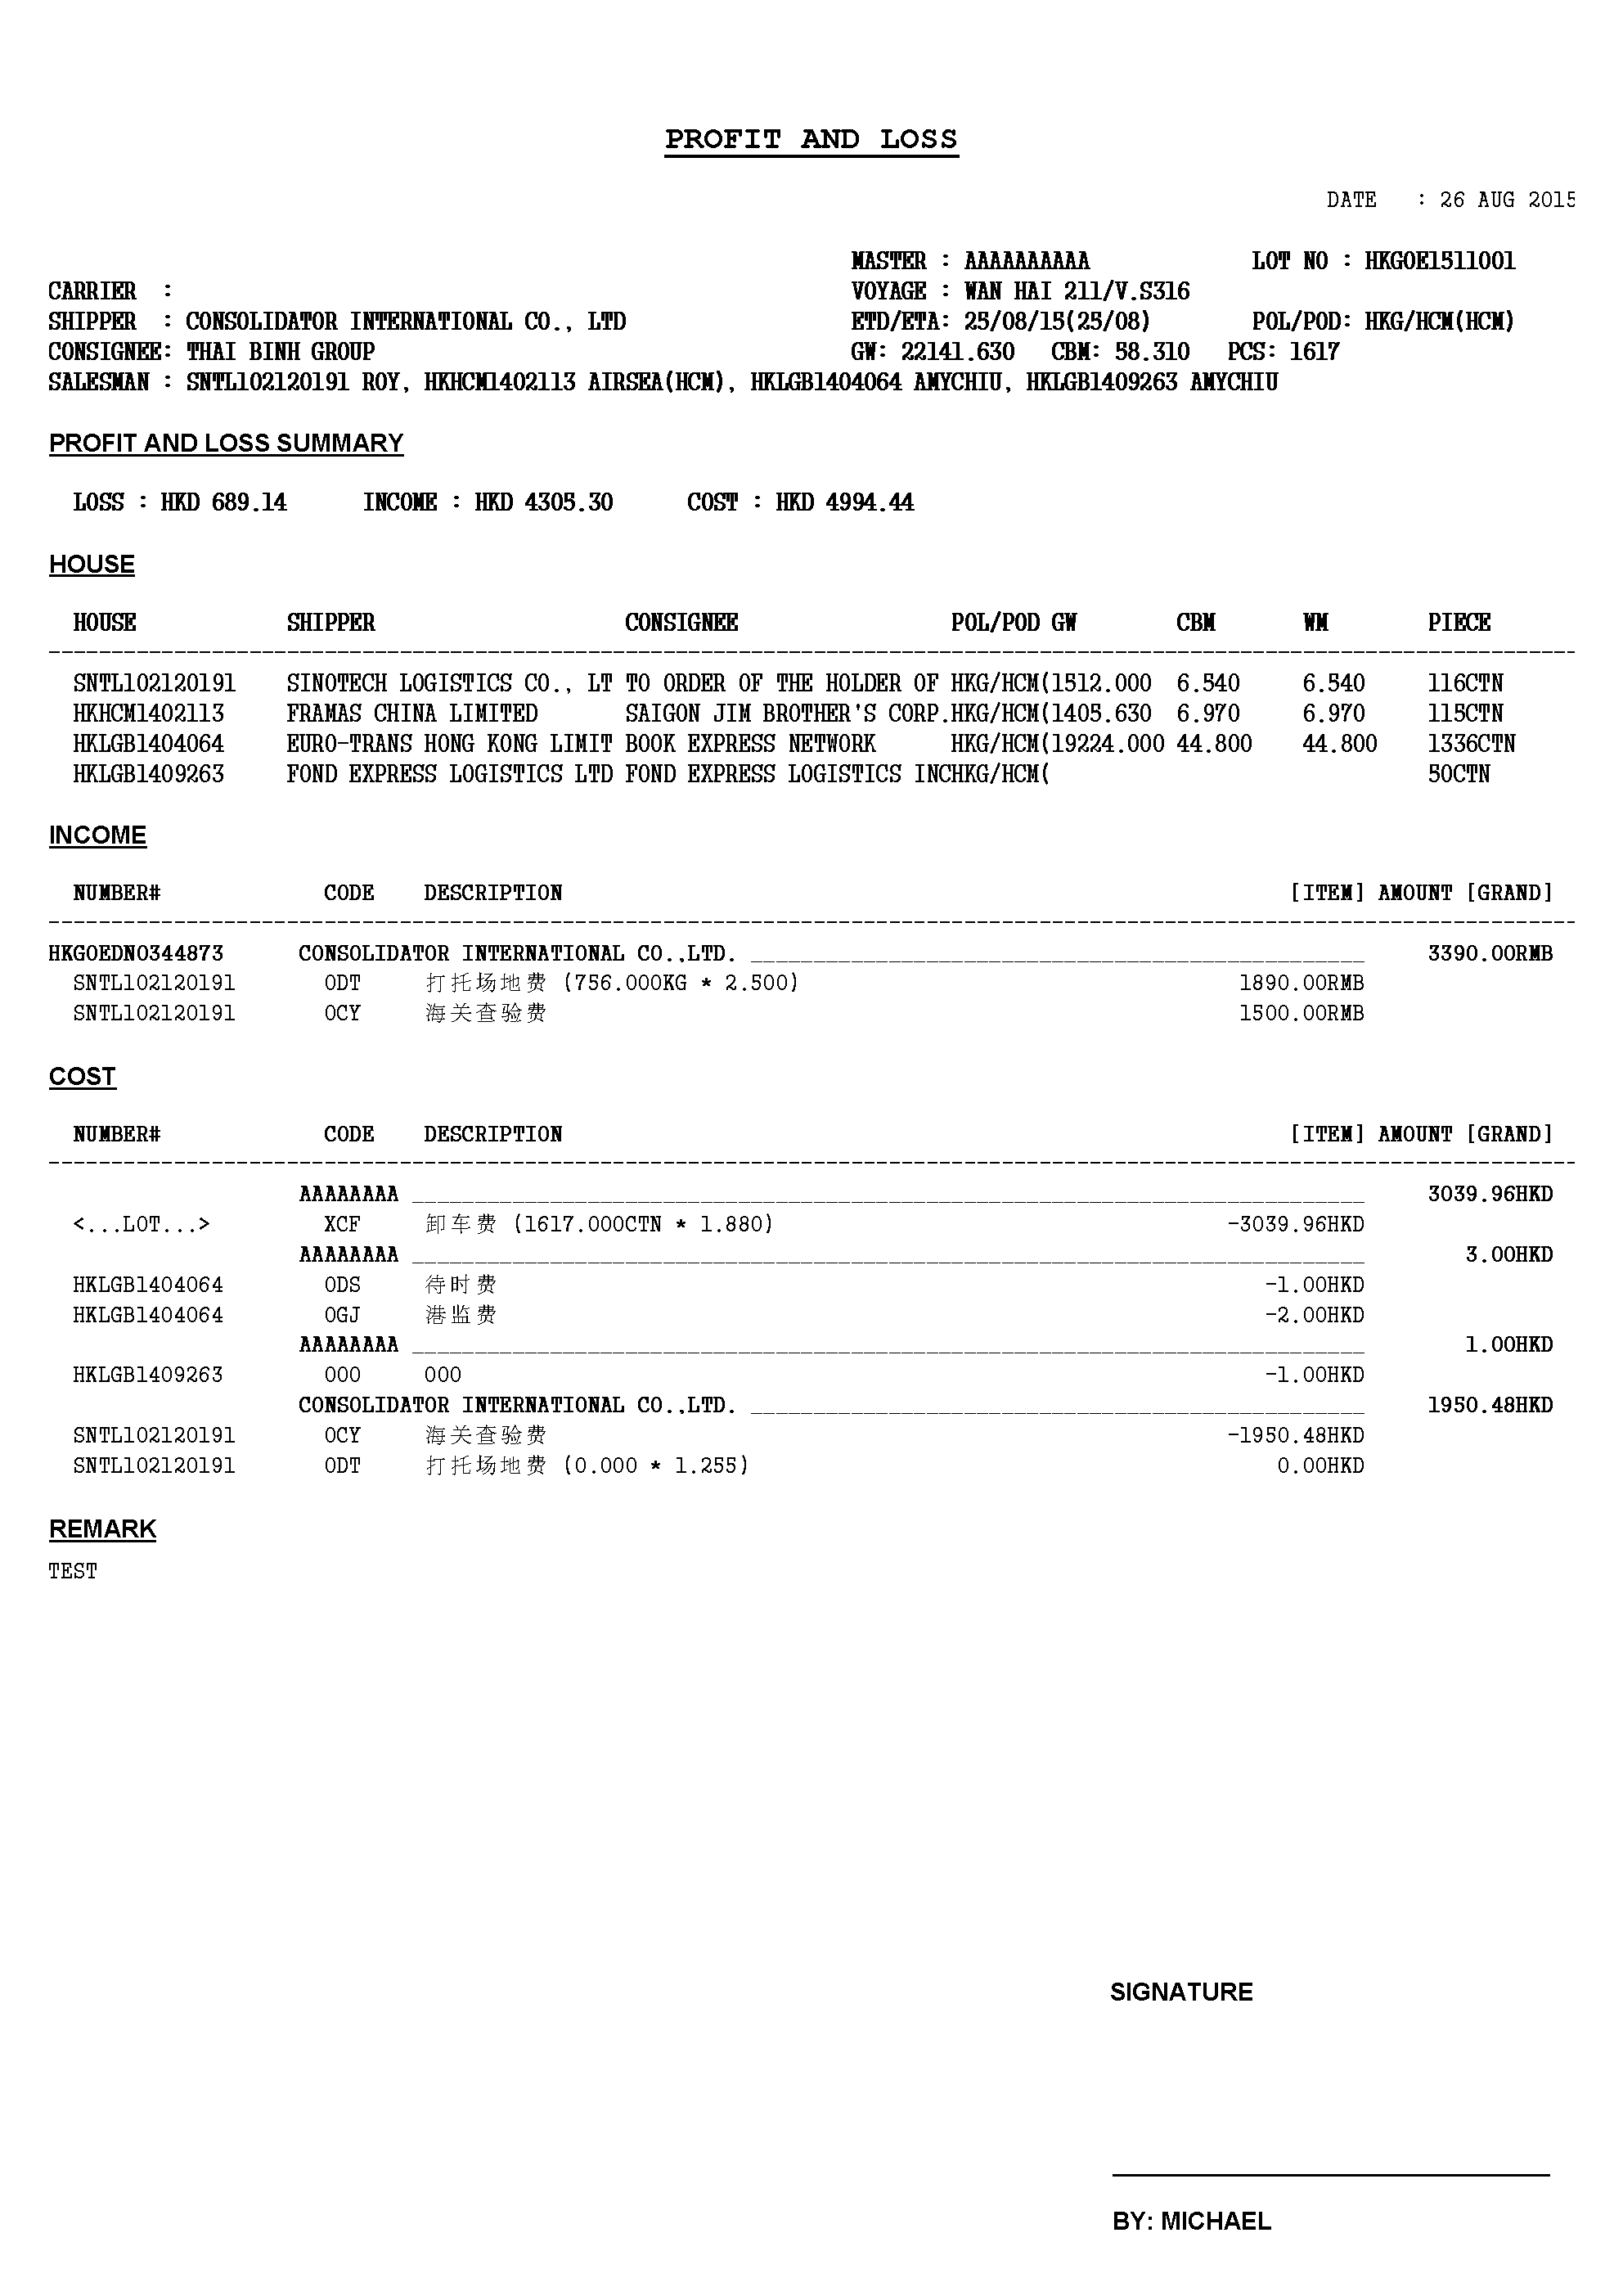 PROFIT AND LOSS
DATE : 26 AUG 2015
MASTER : AAAAAAAAAA LOT NO : HKGOE1511001
CARRIER : VOYAGE : WAN HAI 211/V.S316
SHIPPER : CONSOLIDATOR INTERNATIONAL CO., LTD ETD/ETA: 25/08/15(25/08) POL/POD: HKG/HCM(HCM)
CONSIGNEE: THAI BINH GROUP GW: 22141.630 CBM: 58.310 PCS: 1617
SALESMAN : SNTL102120191 ROY, HKHCM1402113 AIRSEA(HCM), HKLGB1404064 AMYCHIU, HKLGB1409263 AMYCHIU
PROFIT AND LOSS SUMMARY
LOSS : HKD 689.14 INCOME : HKD 4305.30 COST : HKD 4994.44
HOUSE
HOUSE SHIPPER CONSIGNEE POL/POD GW CBM WM PIECE
SNTL102120191 SINOTECH LOGISTICS CO., LT TO ORDER OF THE HOLDER OF HKG/HCM(1512.000 6.540 6.540 116CTN
HKHCM1402113 FRAMAS CHINA LIMITED SAIGON JIM BROTHER'S CORP.HKG/HCM(1405.630 6.970 6.970 115CTN
HKLGB1404064 EURO-TRANS HONG KONG LIMIT BOOK EXPRESS NETWORK HKG/HCM(19224.000 44.800 44.800 1336CTN
HKLGB1409263 FOND EXPRESS LOGISTICS LTD FOND EXPRESS LOGISTICS INCHKG/HCM( 50CTN
INCOME
NUMBER# CODE DESCRIPTION [ITEM] AMOUNT [GRAND]
HKGOEDN0344873 CONSOLIDATOR INTERNATIONAL CO.,LTD. 3390.00RMB
SNTL102120191 ODT 打托场地费 (756.000KG * 2.500) 1890.00RMB
SNTL102120191 OCY 海关查验费 1500.00RMB
COST
NUMBER# CODE DESCRIPTION [ITEM] AMOUNT [GRAND]
AAAAAAAA 3039.96HKD
<...LOT...> XCF 卸车费 (1617.000CTN * 1.880) -3039.96HKD
AAAAAAAA 3.00HKD
HKLGB1404064 ODS 待时费 -1.00HKD
HKLGB1404064 OGJ 港监费 -2.00HKD
AAAAAAAA 1.00HKD
HKLGB1409263 OOO OOO -1.00HKD
CONSOLIDATOR INTERNATIONAL CO.,LTD. 1950.48HKD
SNTL102120191 OCY 海关查验费 -1950.48HKD
SNTL102120191 ODT 打托场地费 (0.000 * 1.255) 0.00HKD
REMARK
TEST
SIGNATURE
BY: MICHAEL